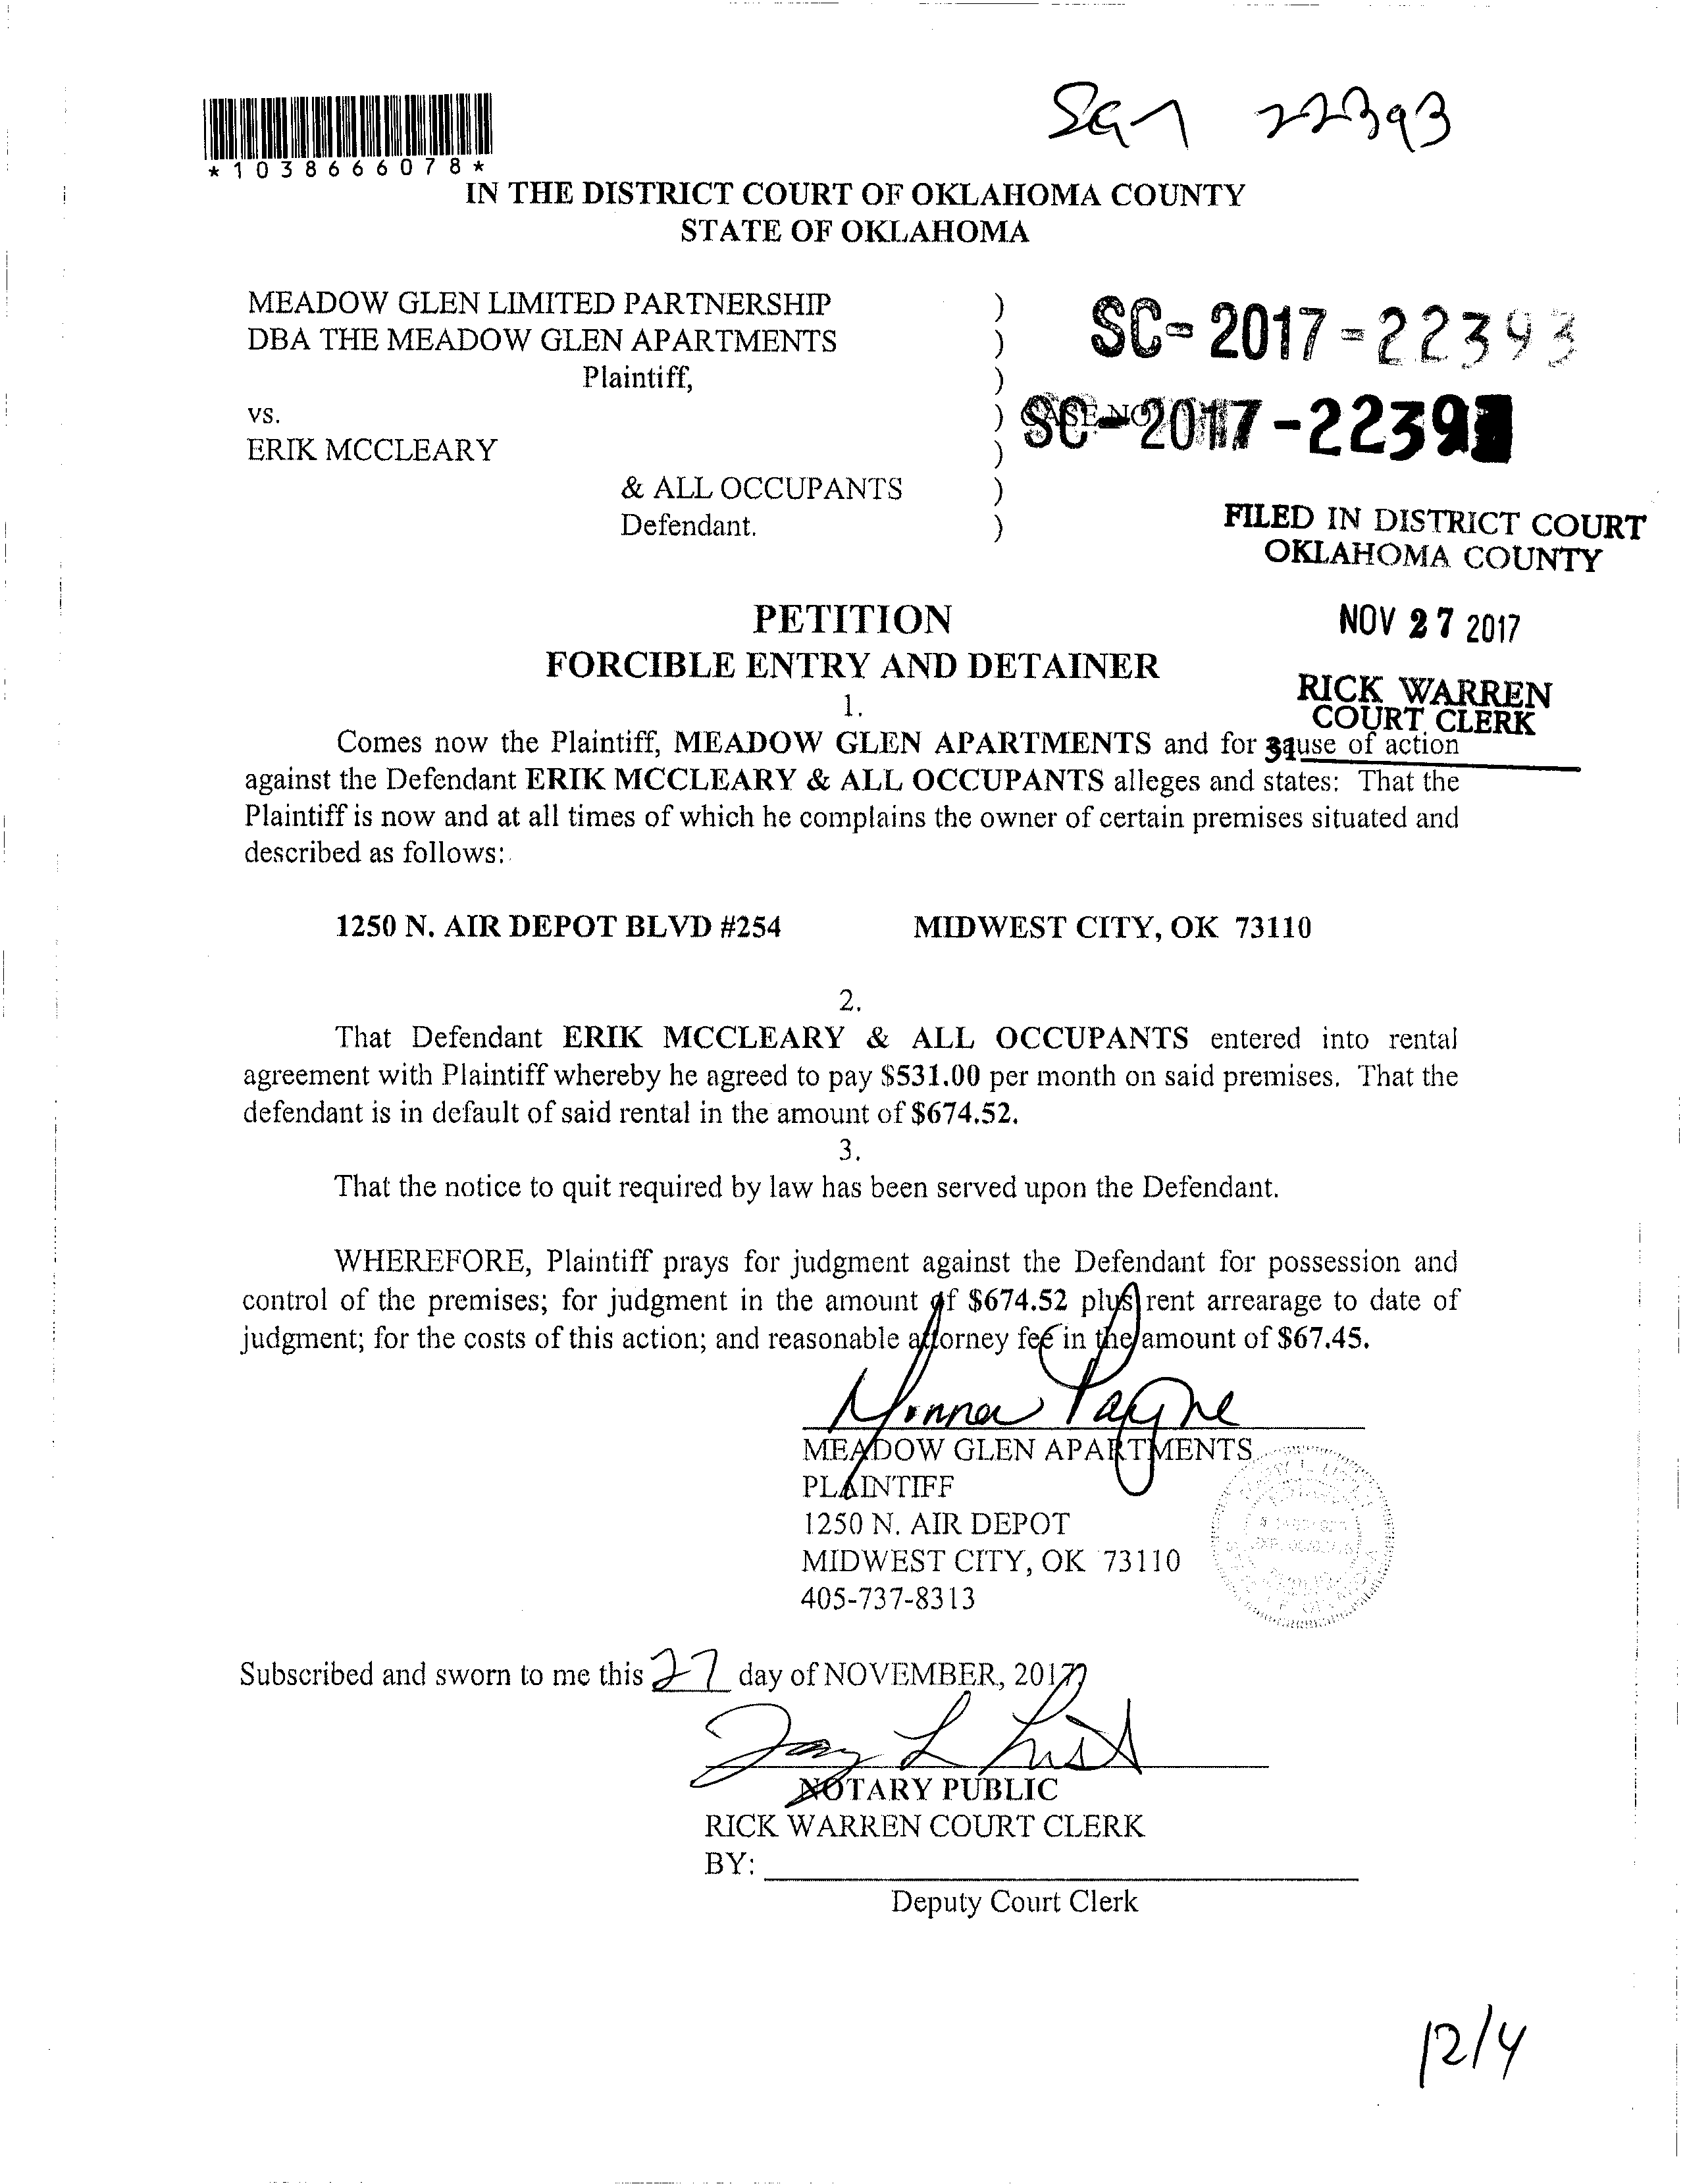 22393
*1038666078*
IN THE DISTRICT COURT OF OKLAHOMA COUNTY
STATE OF OKLAHOMA
MEADOW GLEN LIMITED PARTNERSHIP )
DBA THE MEADOW GLEN APARTMENTS )
Plaintiff, )
SC-2017-22393
vs. )
ERIK MCCLEARY )
CASE NO
SC-2017-2239
& ALL OCCUPANTS )
Defendant. )
FILED IN DISTRICT COURT
OKLAHOMA COUNTY
NOV 27 2017
RICK WARREN
COURT CLERK
PETITION
FORCIBLE ENTRY AND DETAINER
1.
Comes now the Plaintiff, MEADOW GLEN APARTMENTS and for cause of action
against the Defendant ERIK MCCLEARY & ALL OCCUPANTS alleges and states: That the
Plaintiff is now and at all times of which he complains the owner of certain premises situated and
described as follows:
1250 N. AIR DEPOT BLVD #254 MIDWEST CITY, OK 73110
2.
That Defendant ERIK MCCLEARY & ALL OCCUPANTS entered into rental
agreement with Plaintiff whereby he agreed to pay $531.00 per month on said premises. That the
defendant is in default of said rental in the amount of $674.52.
3.
That the notice to quit required by law has been served upon the Defendant.
WHEREFORE, Plaintiff prays for judgment against the Defendant for possession and
control of the premises; for judgment in the amount of $674.52 plus rent arrearage to date of
judgment; for the costs of this action; and reasonable attorney fee in the amount of $67.45.
Payne
MEADOW GLEN APARTMENTS
PLAINTIFF
1250 N. AIR DEPOT
MIDWEST CITY, OK 73110
405-737-8313
Subscribed and sworn to me this 27 day of NOVEMBER, 2017
NOTARY PUBLIC
RICK WARREN COURT CLERK
BY:
Deputy Court Clerk
12/4